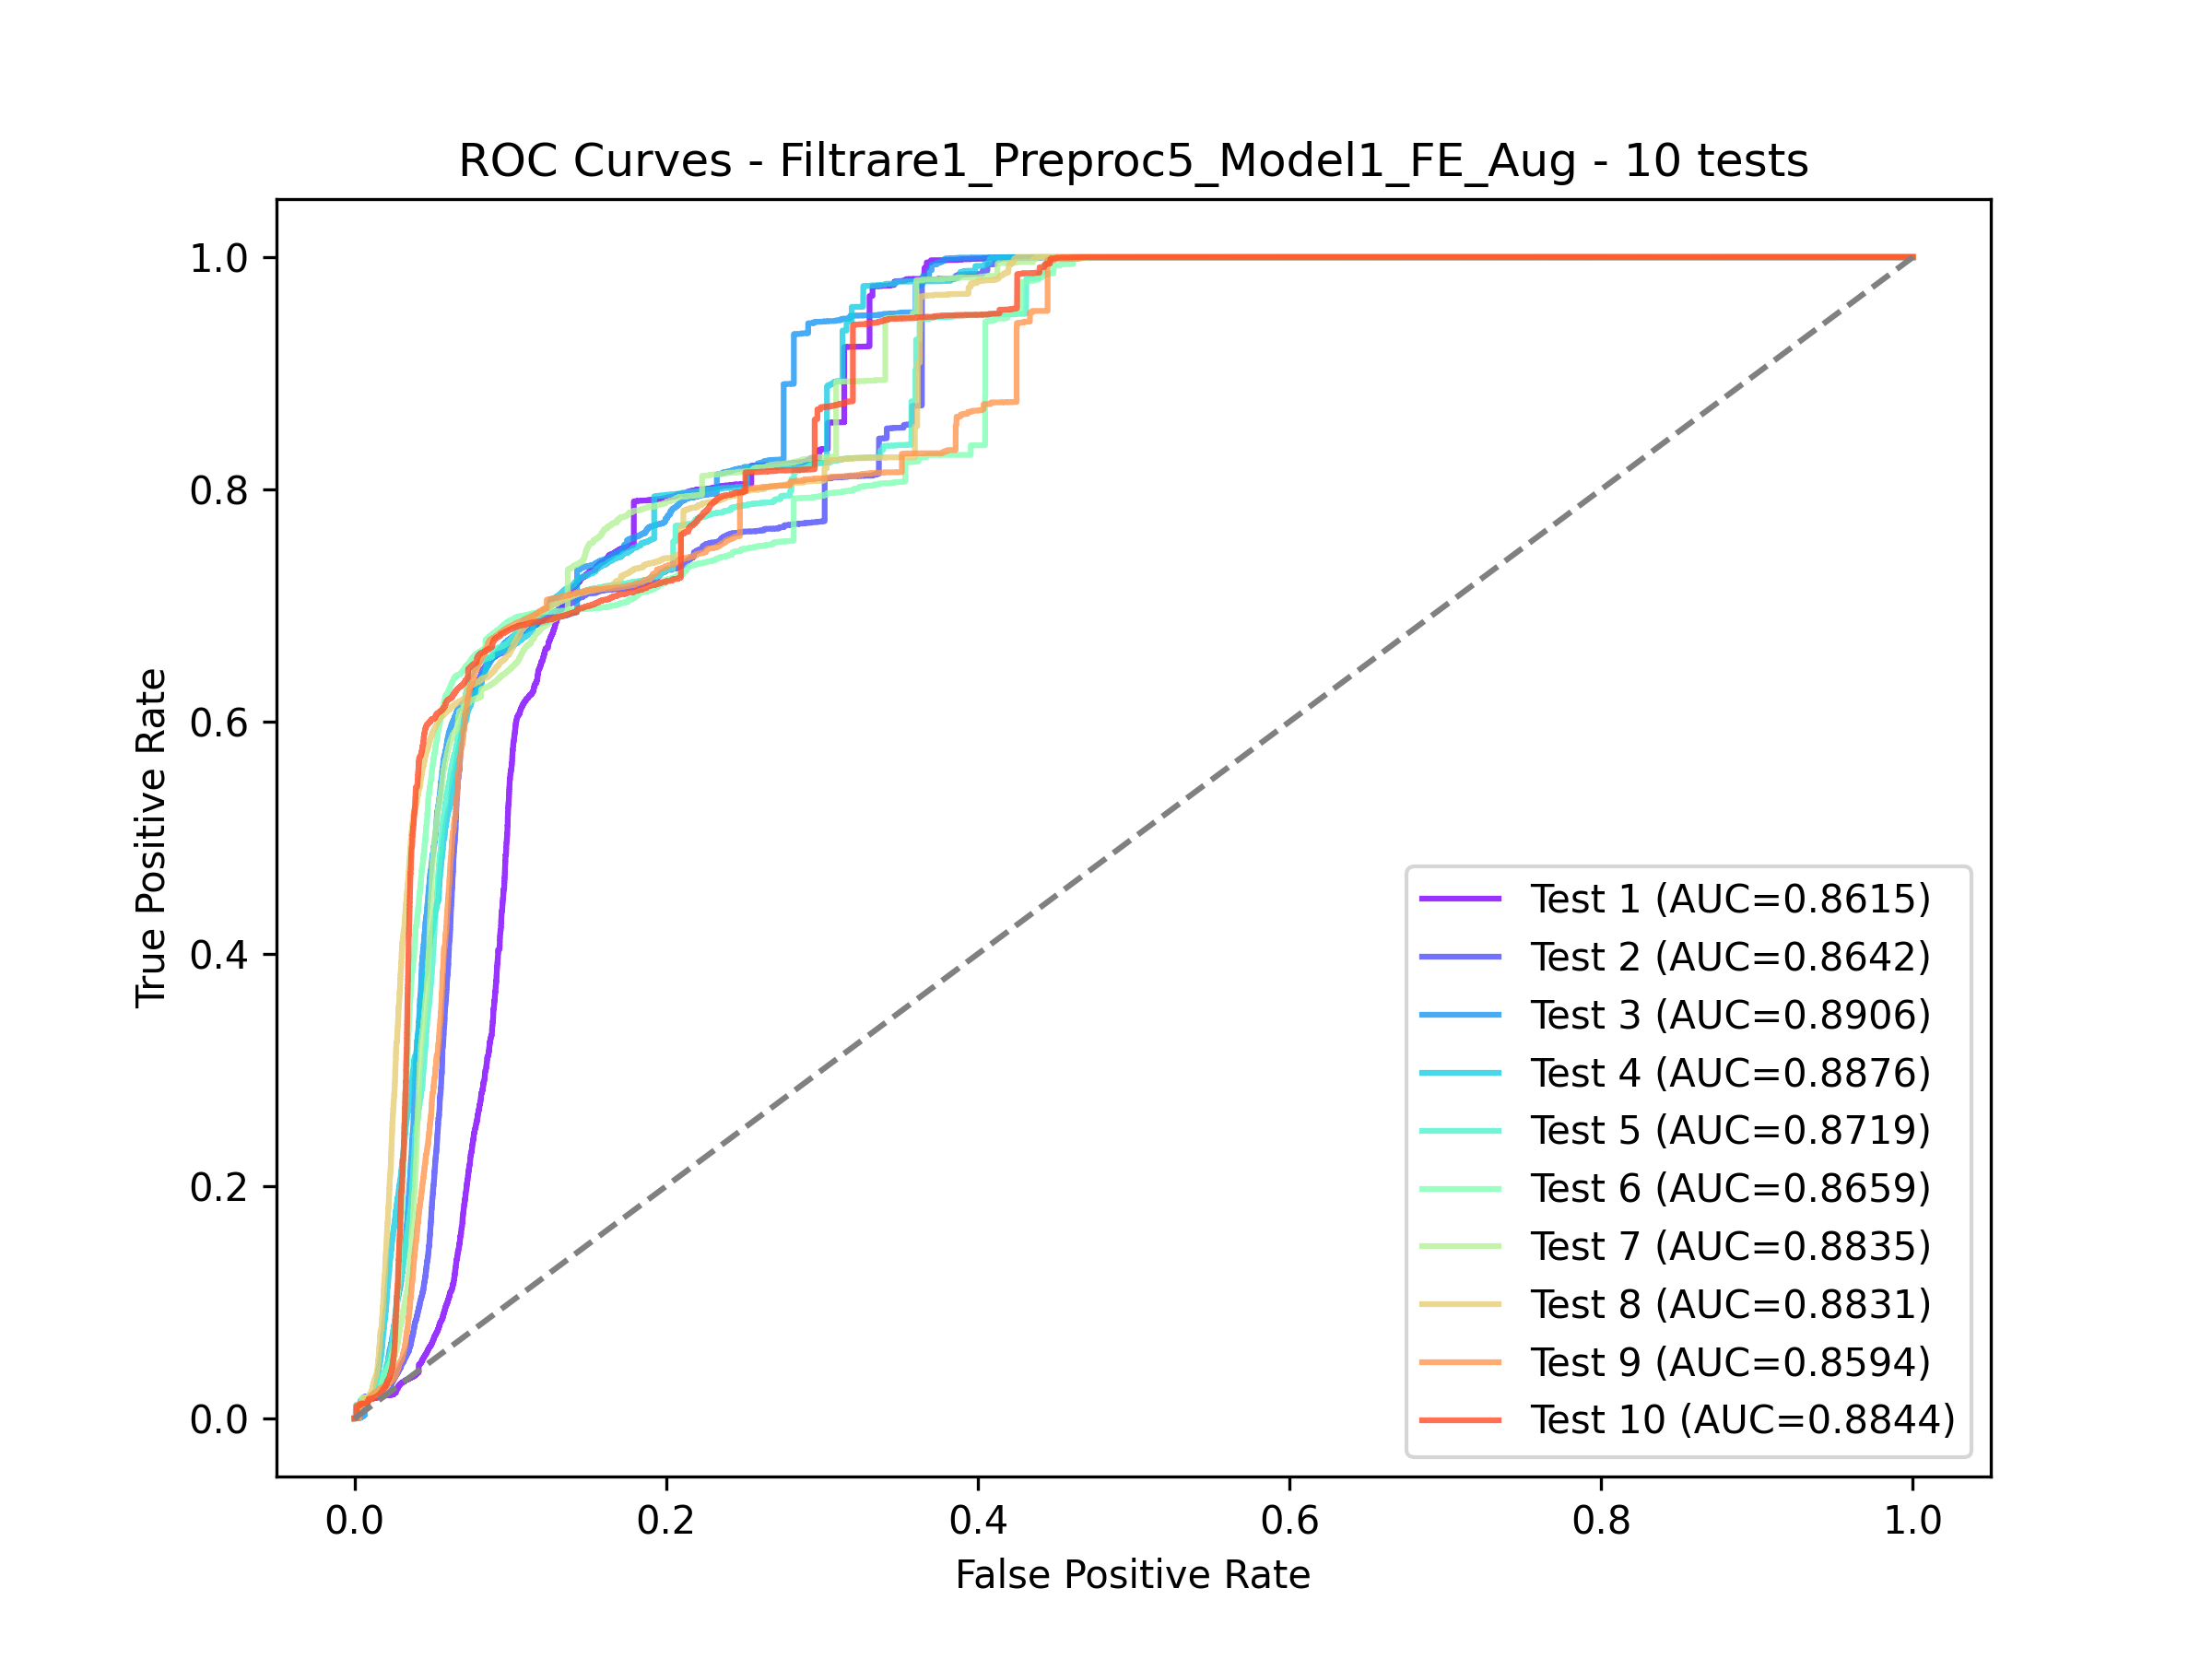 ROC Curves - Filtrare1_Preproc5_Model1_FE_Aug - 10 tests
True Positive Rate
1.0
0.8
0.6
0.4
0.2
0.0
Test 1 (AUC=0.8615)
Test 2 (AUC=0.8642)
Test 3 (AUC=0.8906)
Test 4 (AUC=0.8876)
Test 5 (AUC=0.8719)
Test 6 (AUC=0.8659)
Test 7 (AUC=0.8835)
Test 8 (AUC=0.8831)
Test 9 (AUC=0.8594)
Test 10 (AUC=0.8844)
0.0 0.2 0.4 0.6 0.8 1.0
False Positive Rate